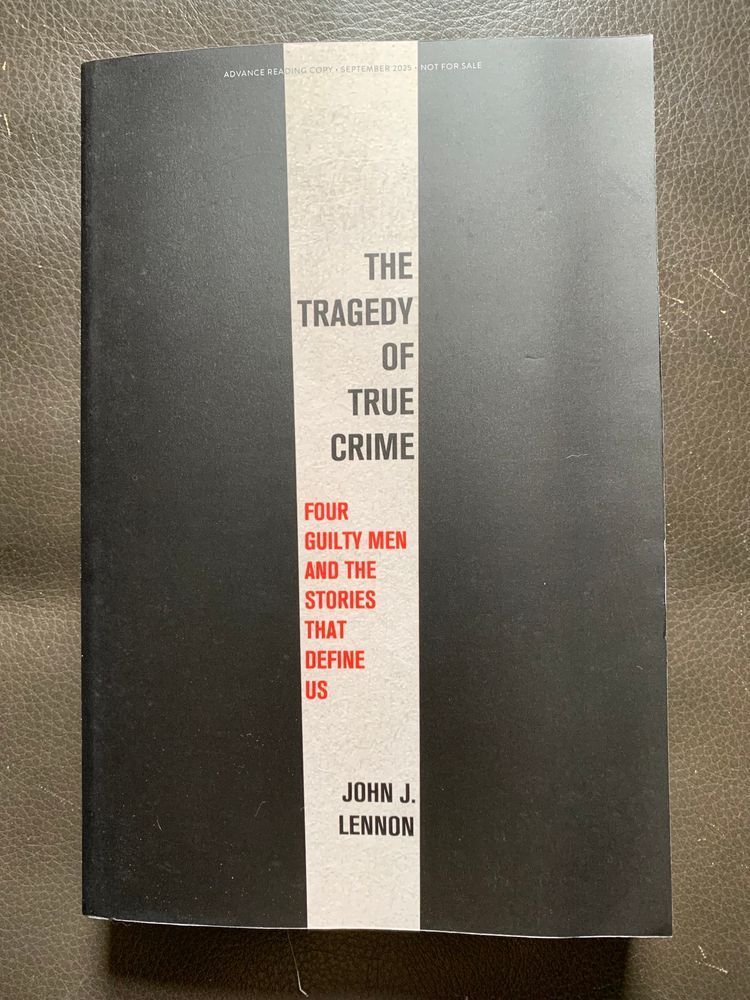 ADVANCE READING COPY • SEPTEMBER 2025 • NOT FOR SALE
THE
TRAGEDY
OF
TRUE
CRIME
FOUR
GUILTY MEN
AND THE
STORIES
THAT
DEFINE
US
JOHN J.
LENNON